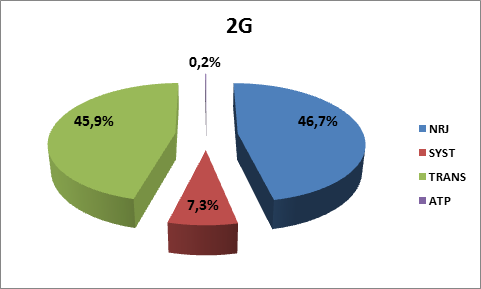 2G
0,2%
45,9%
46,7%
7,3%
NRJ
SYST
TRANS
ATP